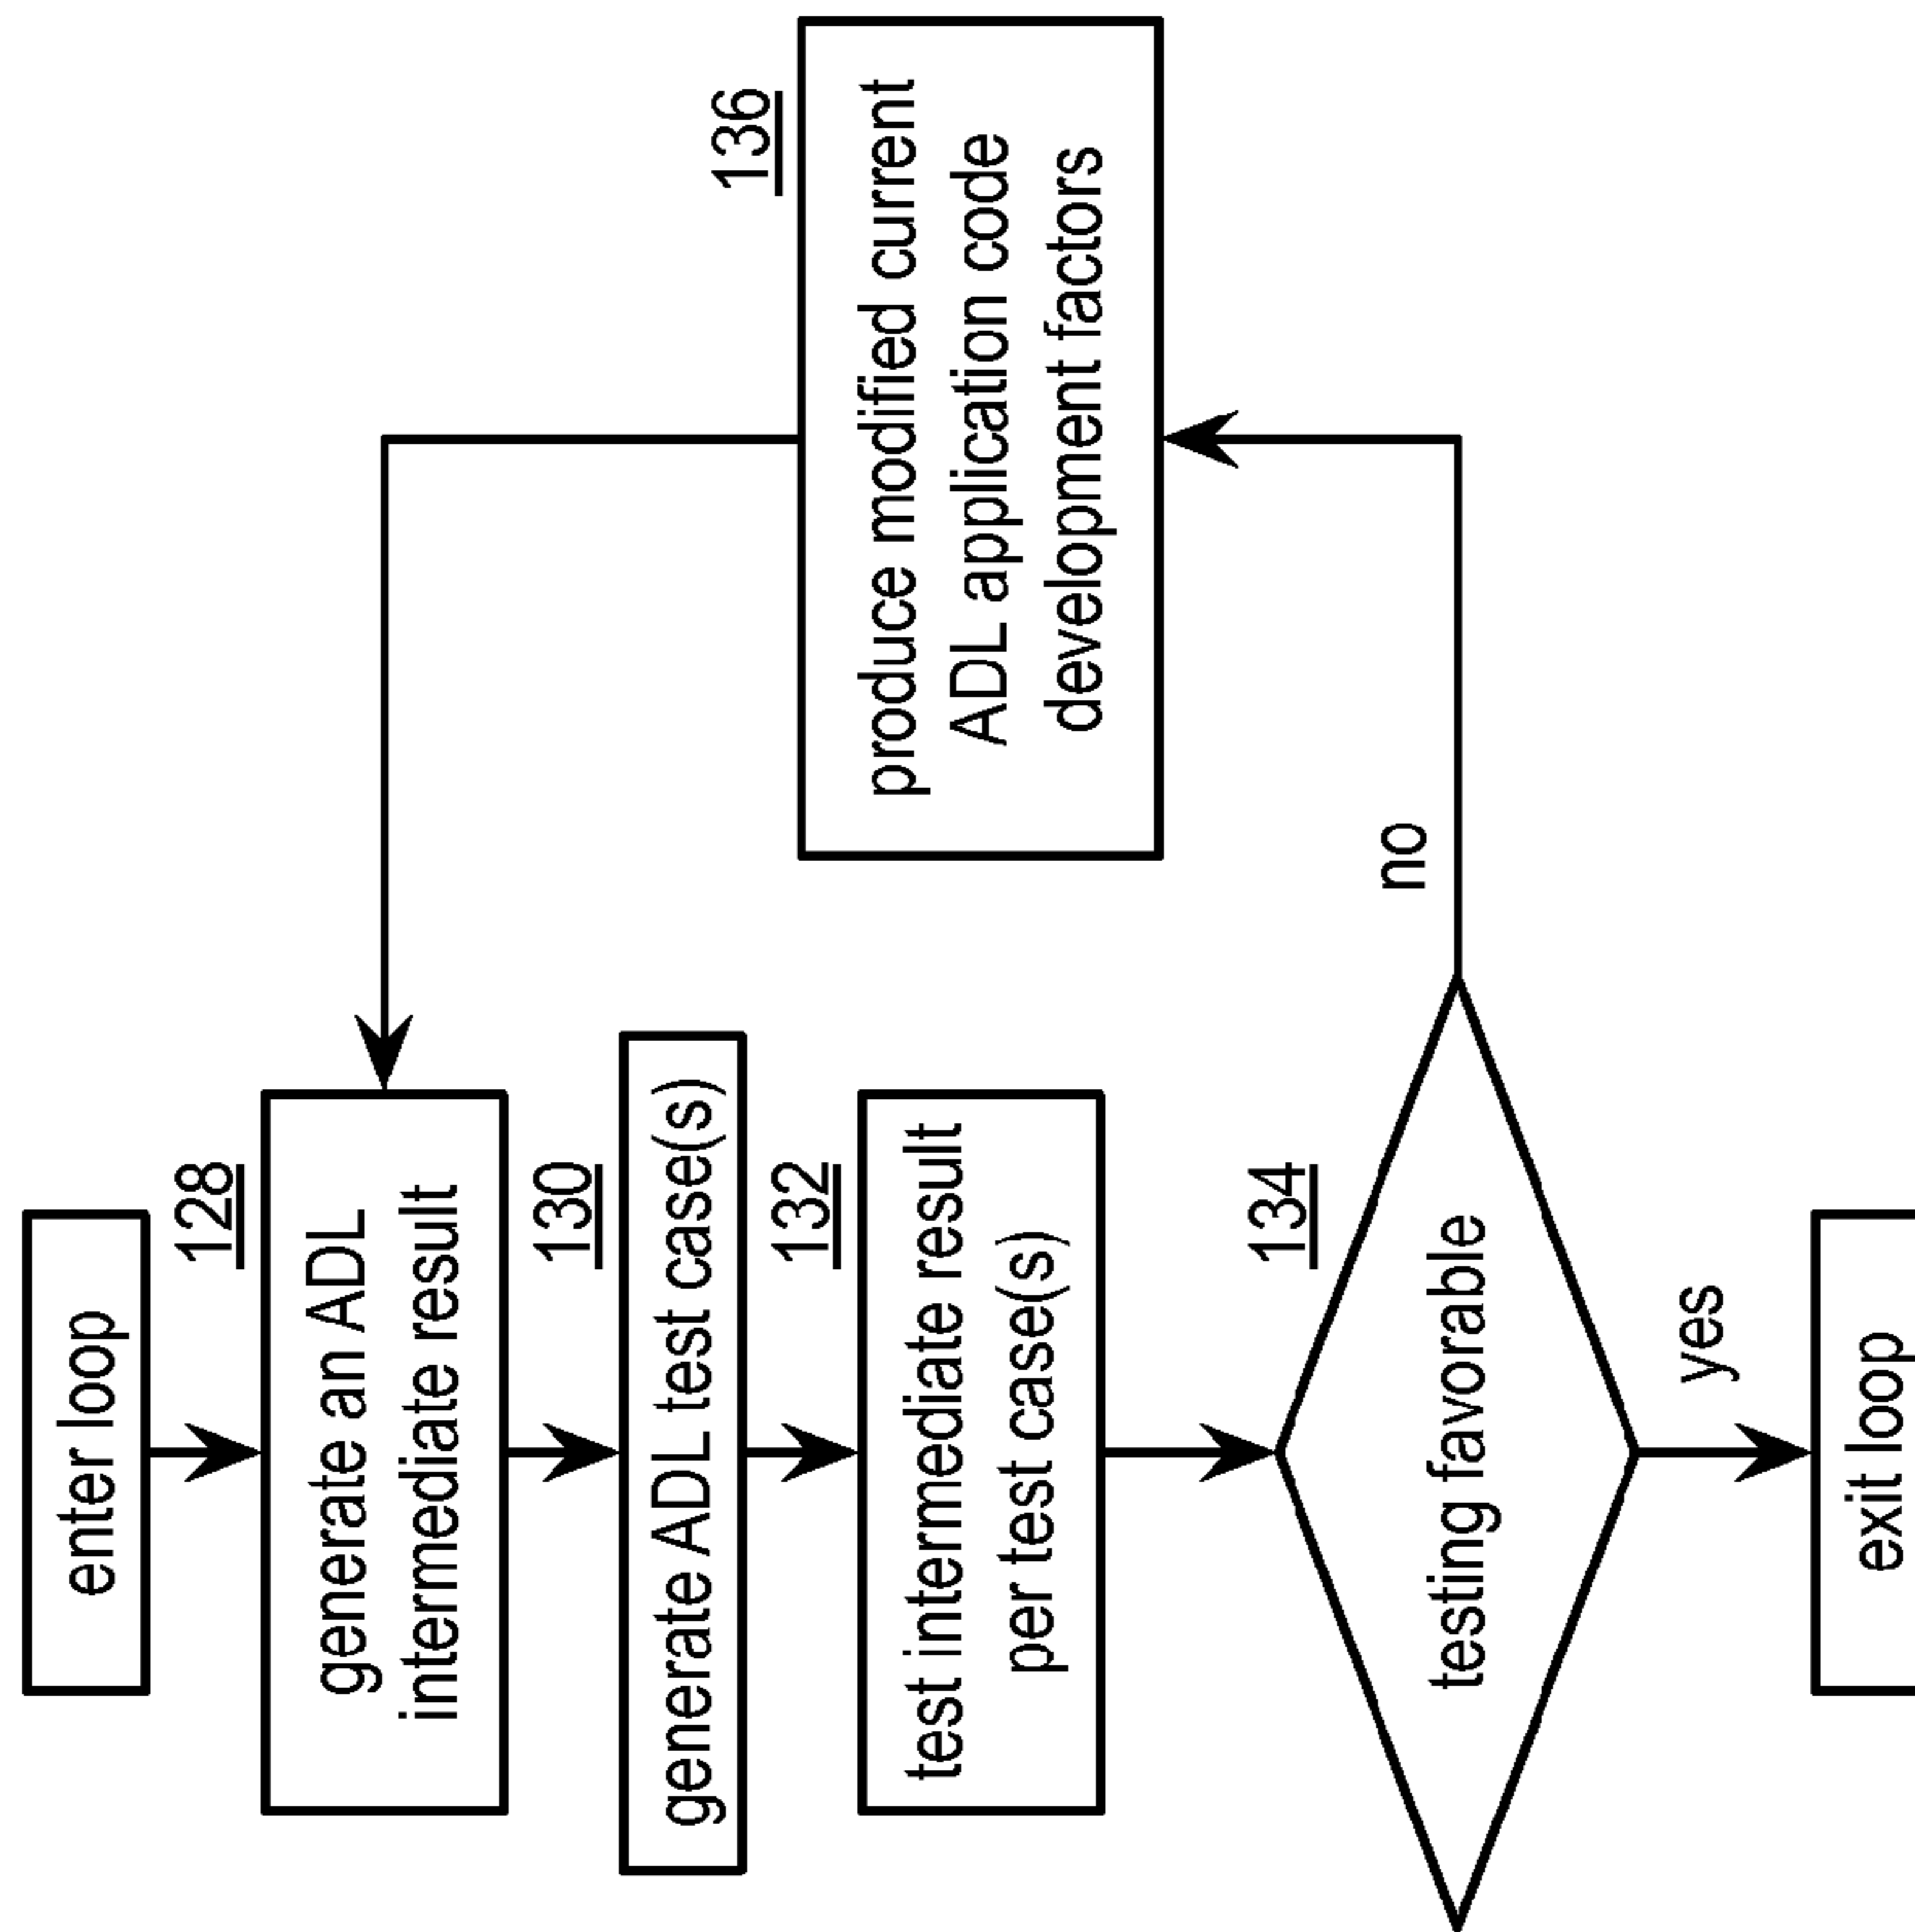 enter loop
128
generate an ADL
intermediate result
130
generate ADL test case(s)
132
test intermediate result
per test case(s)
134
testing favorable
no
yes
exit loop
136
produce modified current
ADL application code
development factors